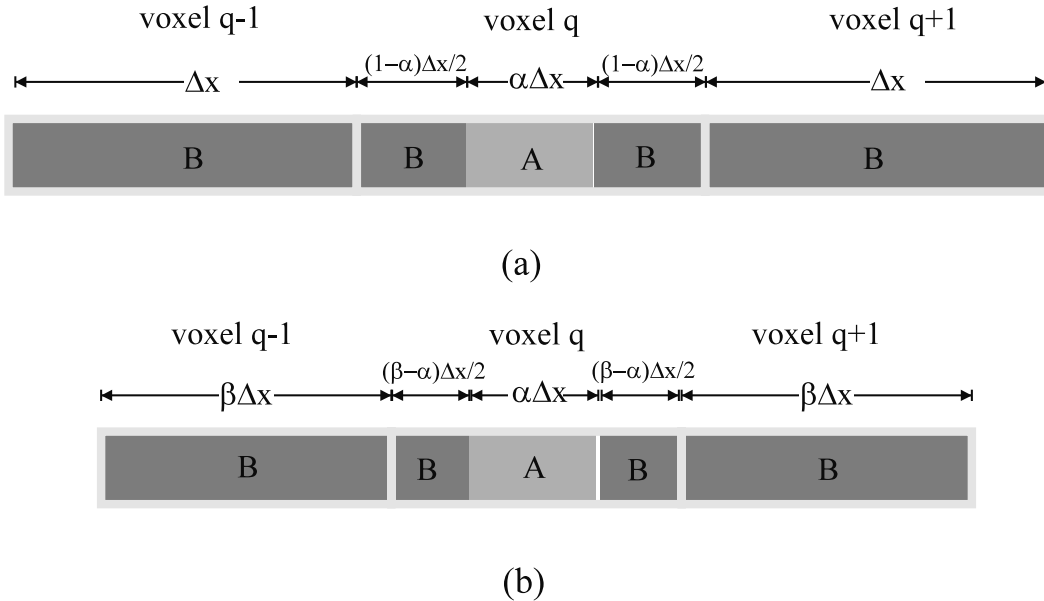 voxel q-1 voxel q voxel q+1
(1−α)Δx/2 (1−α)Δx/2
Δx αΔx Δx
B B A B B
(a)
voxel q-1 voxel q voxel q+1
(β−α)Δx/2 (β−α)Δx/2
βΔx αΔx βΔx
B B A B B
(b)